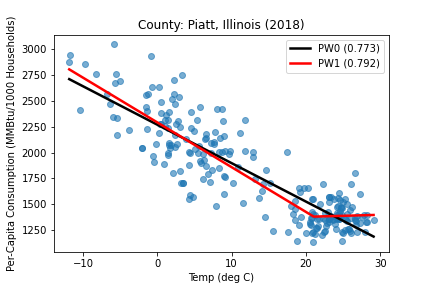 County: Piatt, Illinois (2018)
PW0 (0.773)
PW1 (0.792)
Per-Capita Consumption (MMBtu/1000 Households)
3000
2750
2500
2250
2000
1750
1500
1250
−10
0
10
20
30
Temp (deg C)